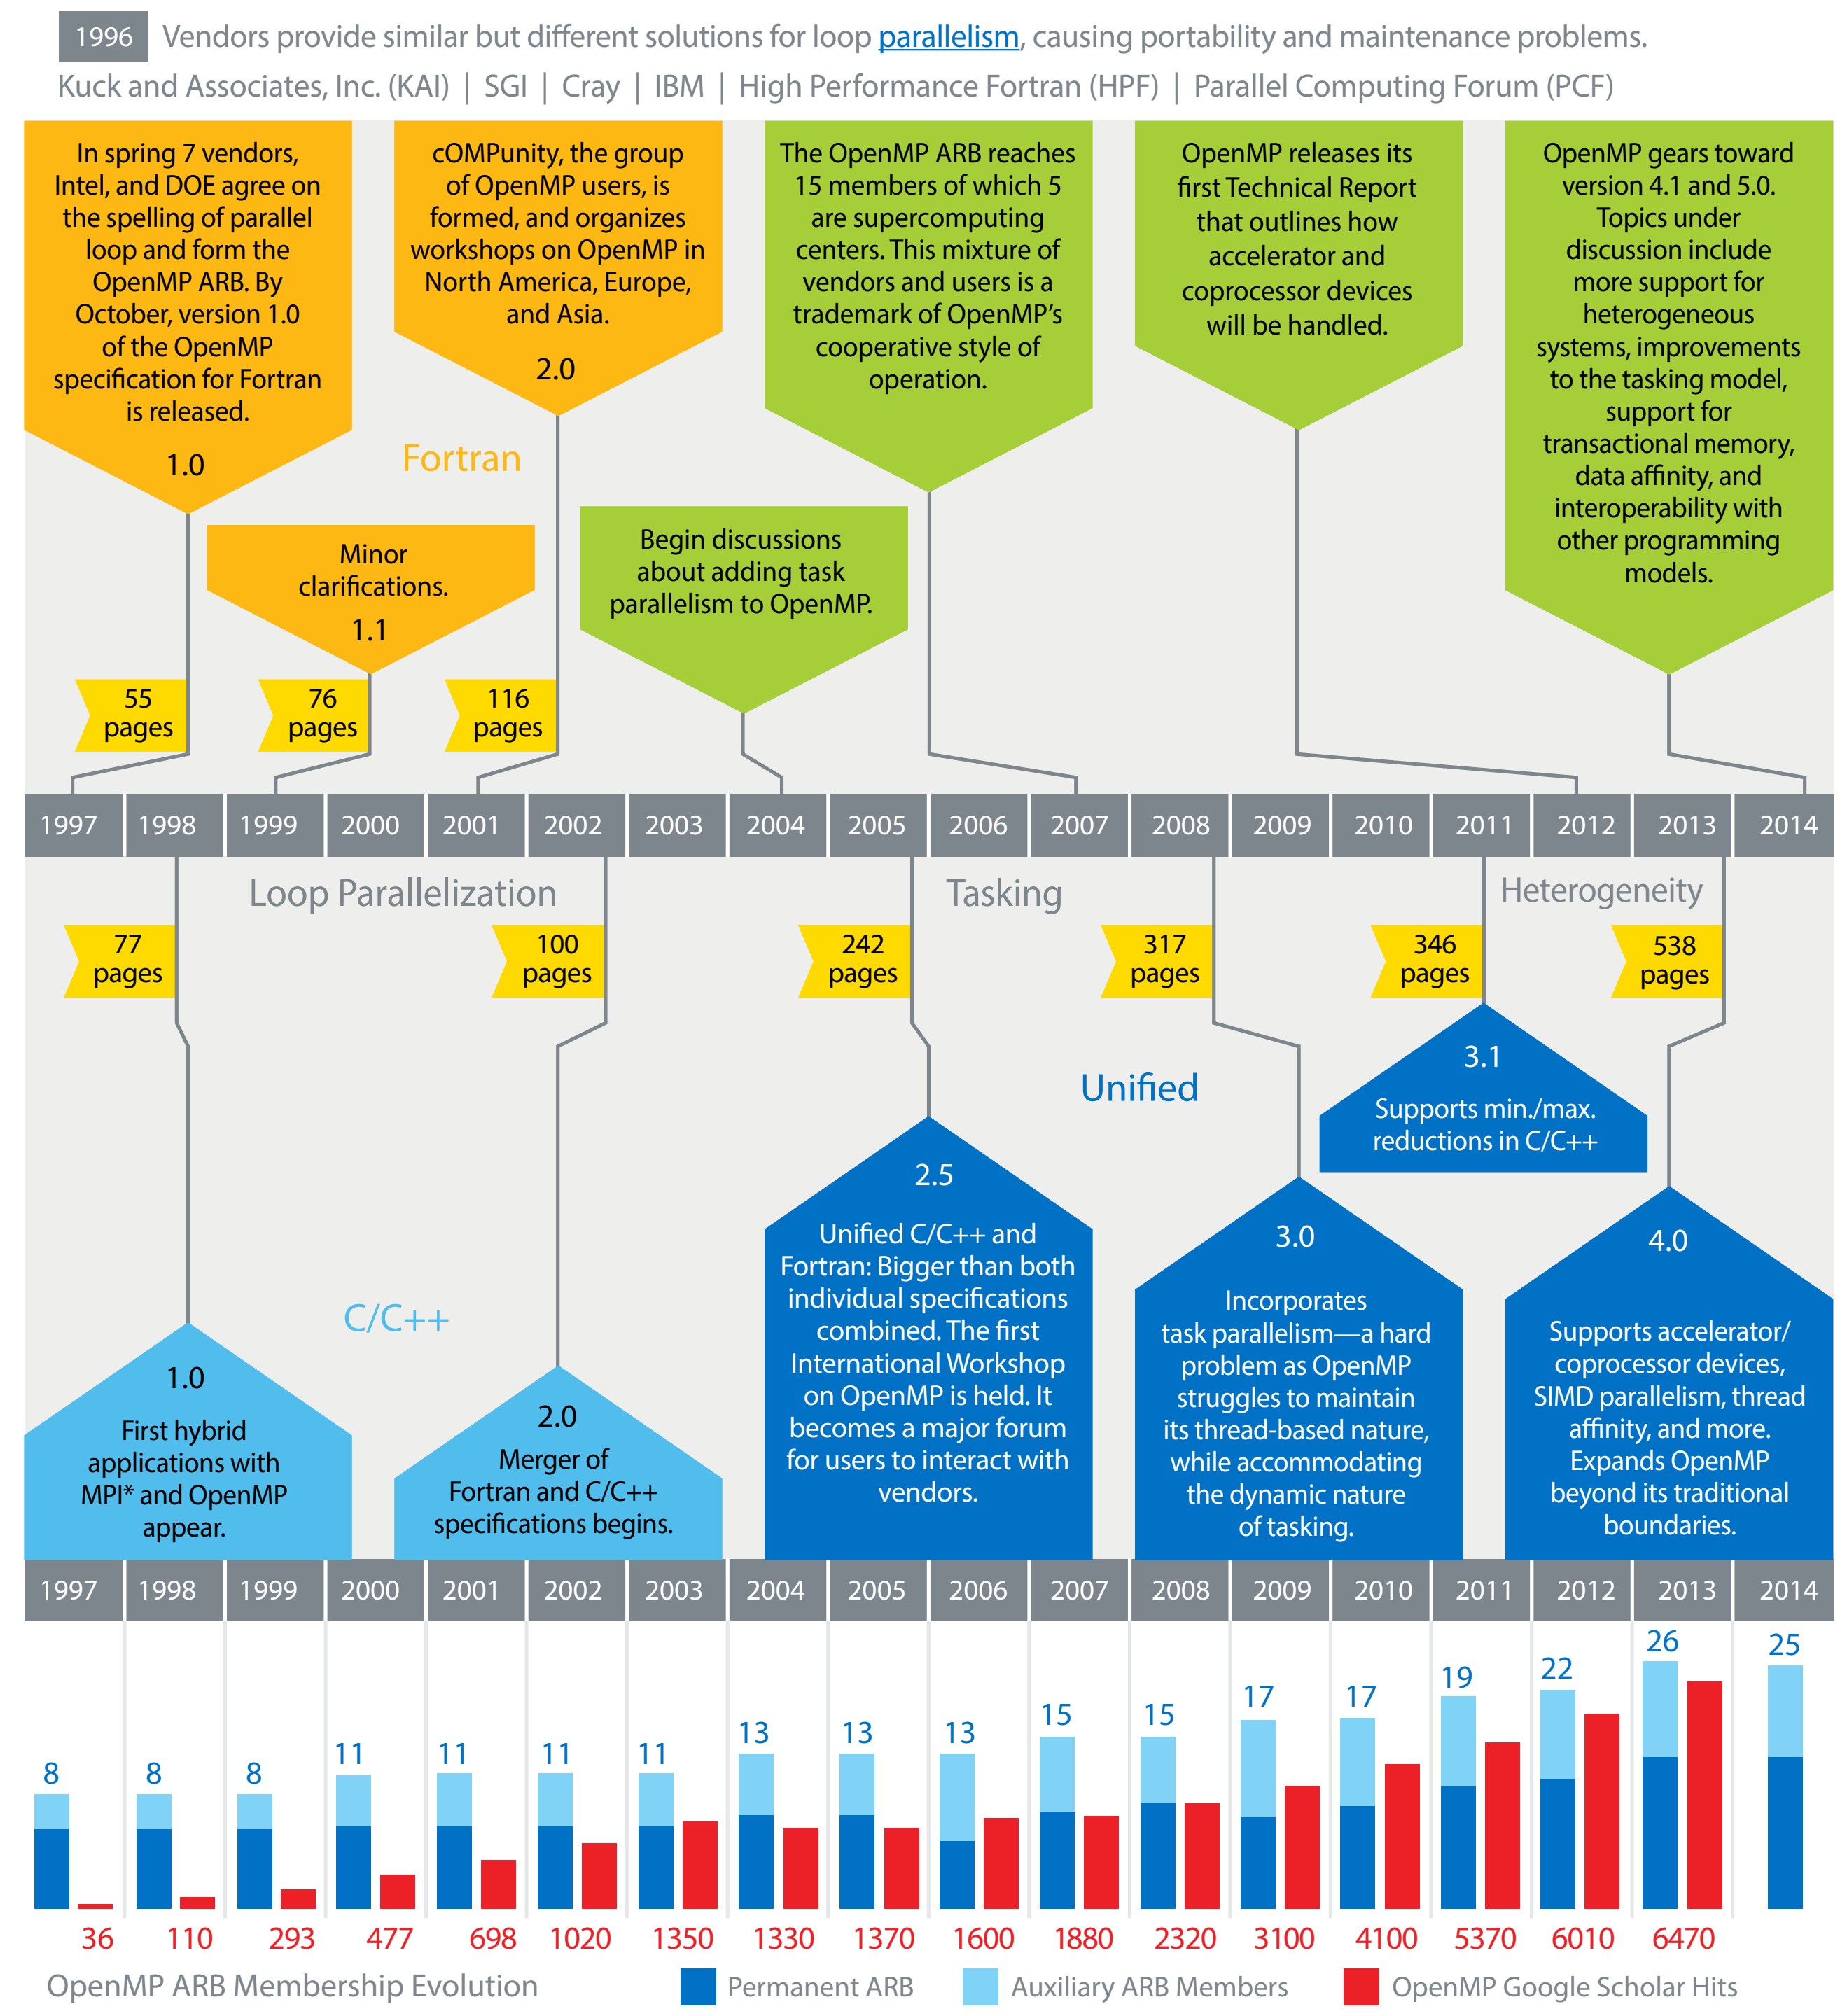 1996 Vendors provide similar but different solutions for loop parallelism, causing portability and maintenance problems.
Kuck and Associates, Inc. (KAI) | SGI | Cray | IBM | High Performance Fortran (HPF) | Parallel Computing Forum (PCF)
In spring 7 vendors,
Intel, and DOE agree on
the spelling of parallel
loop and form the
OpenMP ARB. By
October, version 1.0
of the OpenMP
specification for Fortran
is released.
1.0
cOMPunity, the group
of OpenMP users, is
formed, and organizes
workshops on OpenMP in
North America, Europe,
and Asia.
2.0
The OpenMP ARB reaches
15 members of which 5
are supercomputing
centers. This mixture of
vendors and users is a
trademark of OpenMP's
cooperative style of
operation.
OpenMP releases its
first Technical Report
that outlines how
accelerator and
coprocessor devices
will be handled.
OpenMP gears toward
version 4.1 and 5.0.
Topics under
discussion include
more support for
heterogeneous
systems, improvements
to the tasking model,
support for
transactional memory,
data affinity, and
interoperability with
other programming
models.
Fortran
Minor
clarifications.
1.1
Begin discussions
about adding task
parallelism to OpenMP.
55
pages
76
pages
116
pages
1997 1998 1999 2000 2001 2002 2003 2004 2005 2006 2007 2008 2009 2010 2011 2012 2013 2014
Loop Parallelization Tasking Heterogeneity
77
pages
100
pages
242
pages
317
pages
346
pages
538
pages
Unified
3.1
Supports min./max.
reductions in C/C++
C/C++
1.0
First hybrid
applications with
MPI* and OpenMP
appear.
2.0
Merger of
Fortran and C/C++
specifications begins.
2.5
Unified C/C++ and
Fortran: Bigger than both
individual specifications
combined. The first
International Workshop
on OpenMP is held. It
becomes a major forum
for users to interact with
vendors.
3.0
Incorporates
task parallelism—a hard
problem as OpenMP
struggles to maintain
its thread-based nature,
while accommodating
the dynamic nature
of tasking.
4.0
Supports accelerator/
coprocessor devices,
SIMD parallelism, thread
affinity, and more.
Expands OpenMP
beyond its traditional
boundaries.
1997 1998 1999 2000 2001 2002 2003 2004 2005 2006 2007 2008 2009 2010 2011 2012 2013 2014
8 8 8 11 11 11 11 13 13 13 15 15 17 17 19 22 26 25
36 110 293 477 698 1020 1350 1330 1370 1600 1880 2320 3100 4100 5370 6010 6470
OpenMP ARB Membership Evolution Permanent ARB Auxiliary ARB Members OpenMP Google Scholar Hits